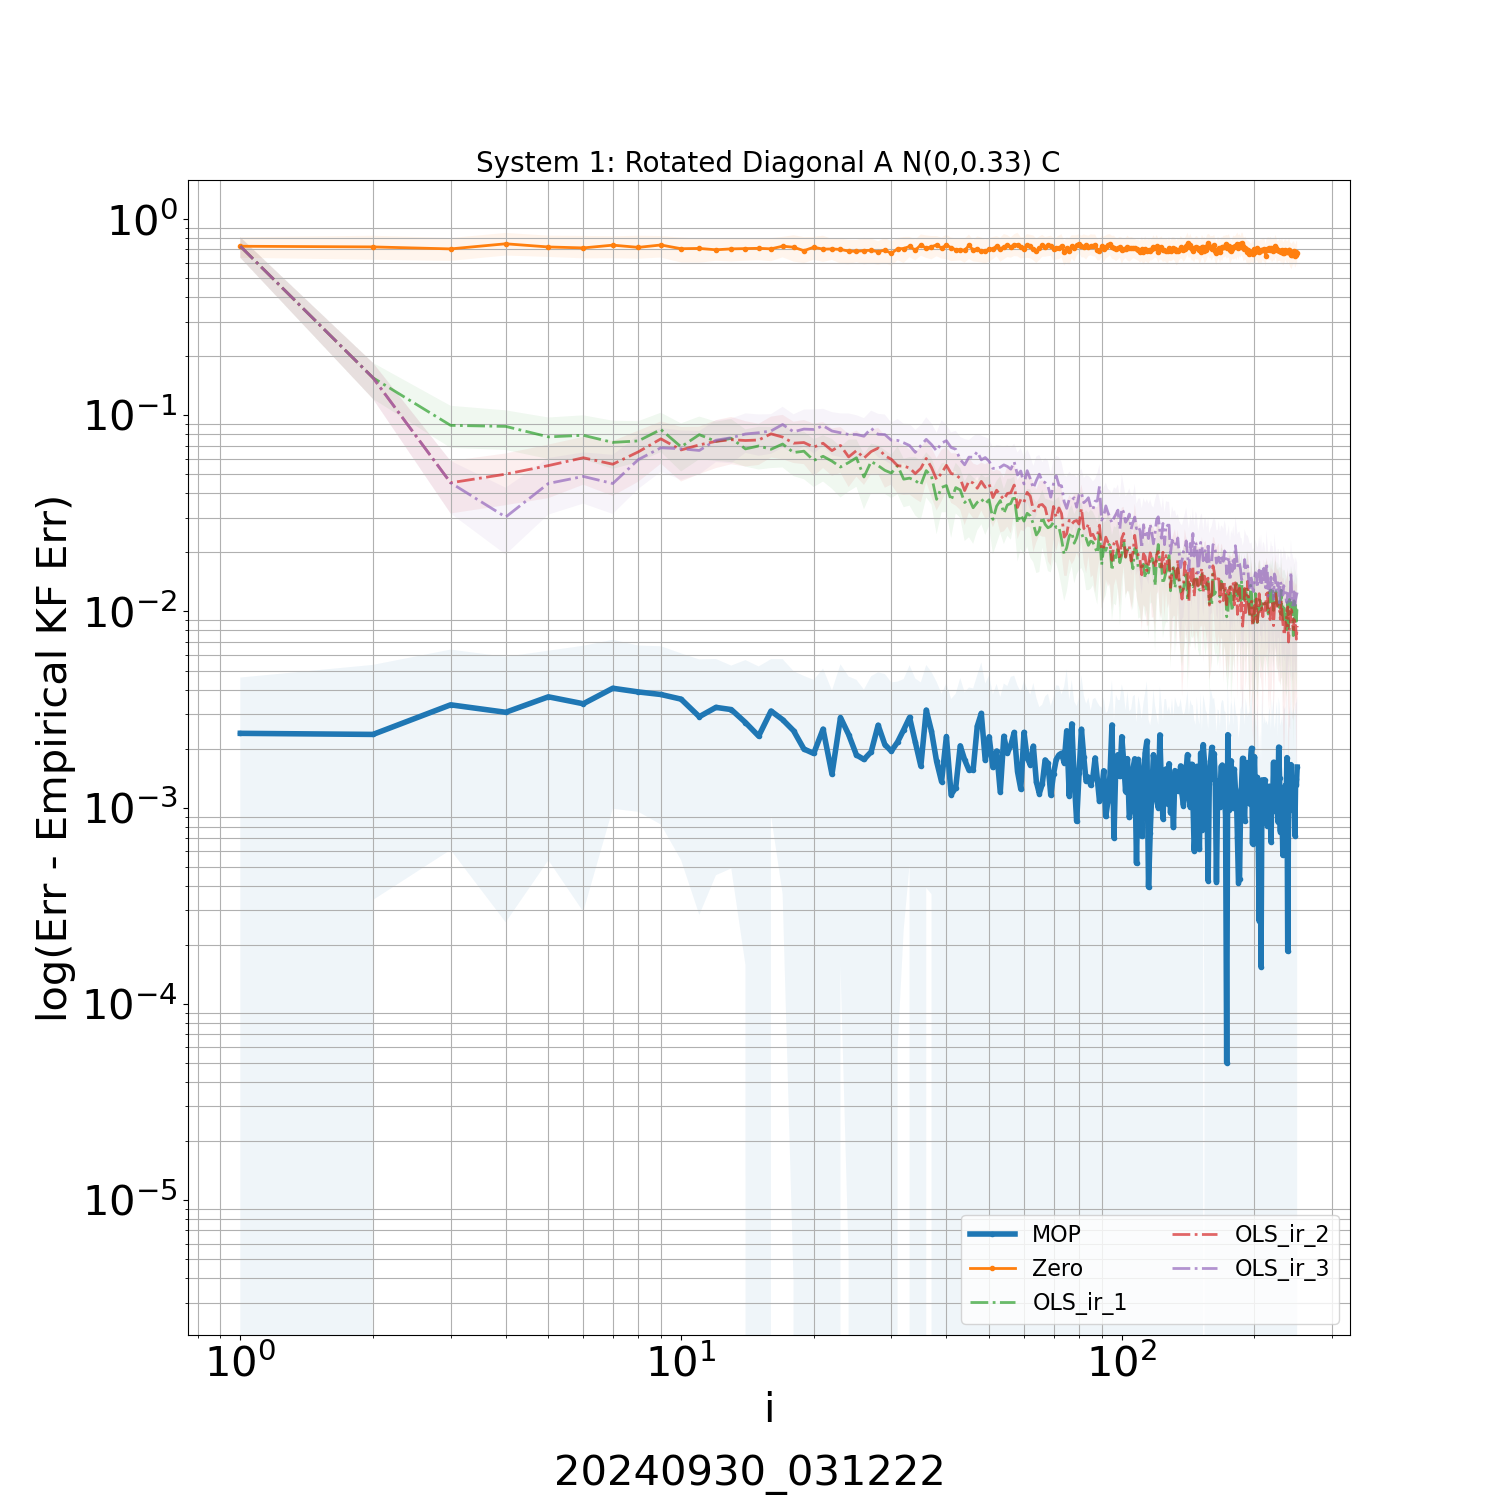 System 1: Rotated Diagonal A N(0,0.33) C
log(Err - Empirical KF Err)
10^0
10^-1
10^-2
10^-3
10^-4
10^-5
MOP
Zero
OLS_ir_1
OLS_ir_2
OLS_ir_3
10^0 10^1 10^2
i
20240930_031222